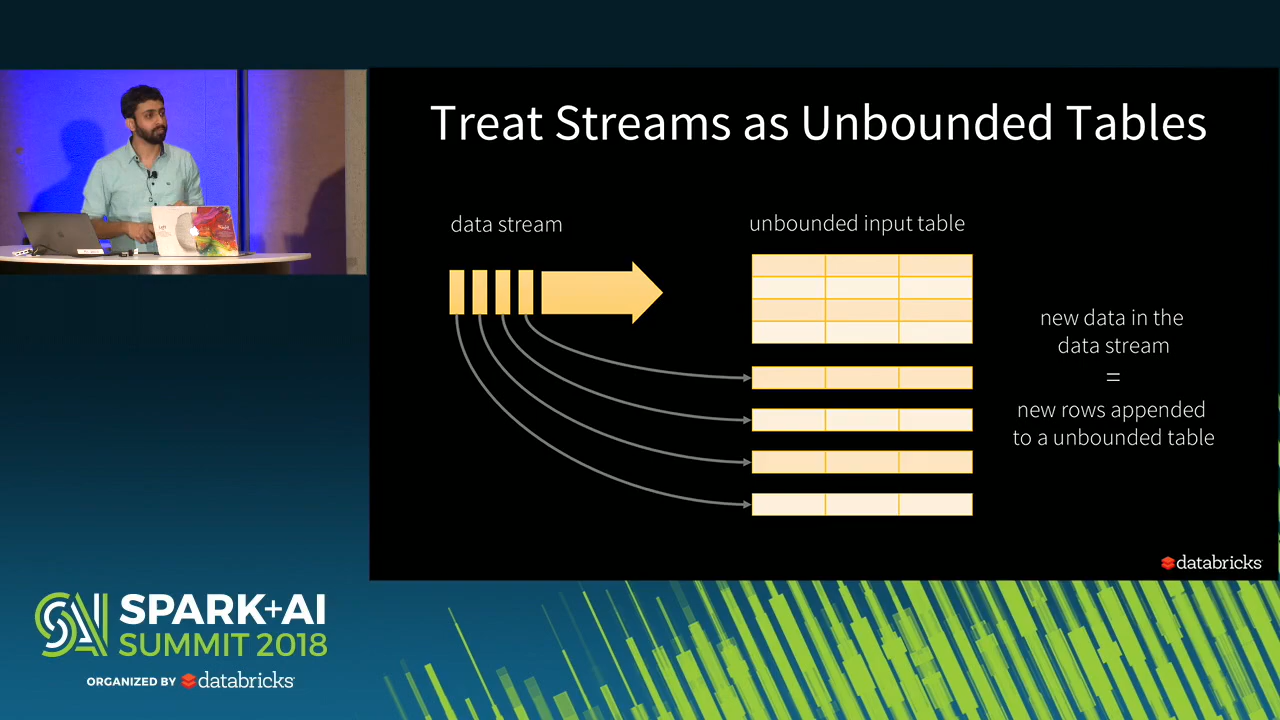 Treat Streams as Unbounded Tables
data stream
unbounded input table
new data in the
data stream
=
new rows appended
to a unbounded table
databricks
SPARK+AI
SUMMIT 2018
ORGANIZED BY databricks